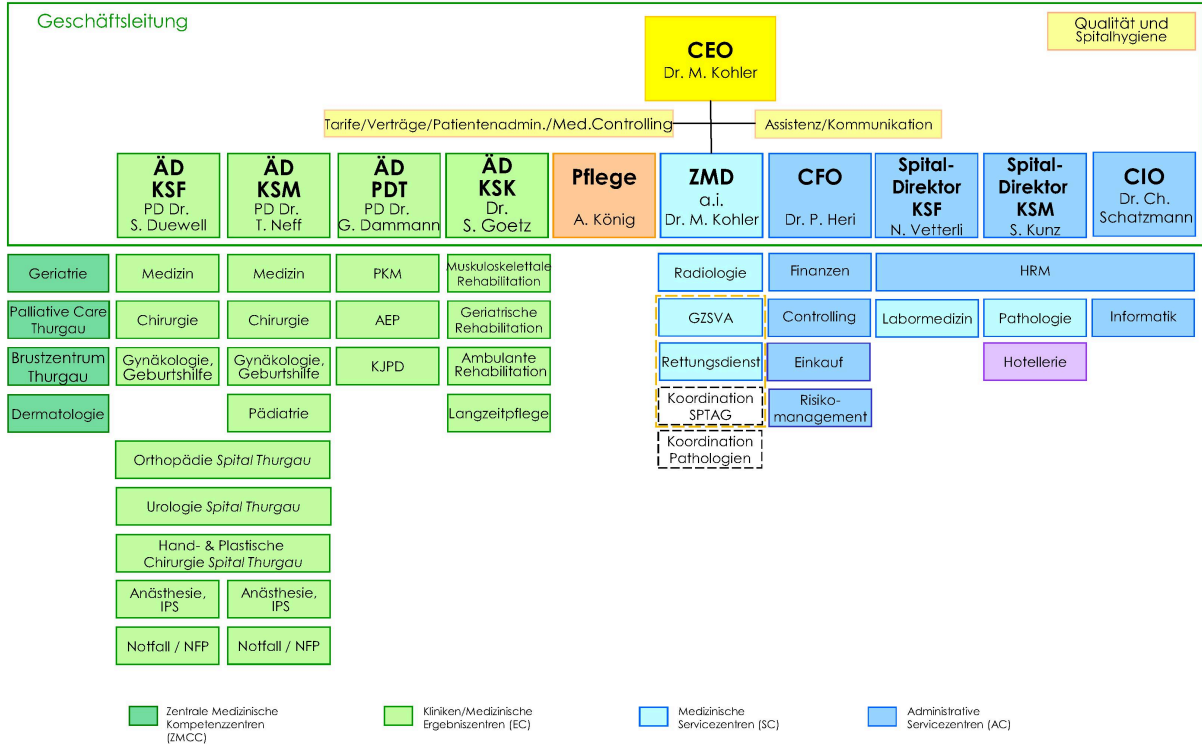 Geschäftsleitung
Qualität und
Spitalhygiene
CEO
Dr. M. Kohler
Tarife/Verträge/Patientenadmin./Med.Controlling
Assistenz/Kommunikation
ÄD
KSF
PD Dr.
S. Duewell
ÄD
KSM
PD Dr.
T. Neff
ÄD
PDT
PD Dr.
G. Dammann
ÄD
KSK
Dr.
S. Goetz
Pflege
A. König
ZMD
a.i.
Dr. M. Kohler
CFO
Dr. P. Heri
Spital-
Direktor
KSF
N. Vetterli
Spital-
Direktor
KSM
S. Kunz
CIO
Dr. Ch.
Schatzmann
Geriatrie
Medizin
Medizin
PKM
Muskuloskelettale
Rehabilitation
Radiologie
Finanzen
HRM
Palliative Care
Thurgau
Chirurgie
Chirurgie
AEP
Geriatrische
Rehabilitation
GZSVA
Controlling
Labormedizin
Pathologie
Informatik
Brustzentrum
Thurgau
Gynäkologie,
Geburtshilfe
Gynäkologie,
Geburtshilfe
KJPD
Ambulante
Rehabilitation
Rettungsdienst
Einkauf
Hotellerie
Dermatologie
Pädiatrie
Langzeitpflege
Koordination
SPTAG
Risiko-
management
Koordination
Pathologien
Orthopädie Spital Thurgau
Urologie Spital Thurgau
Hand- & Plastische
Chirurgie Spital Thurgau
Anästhesie,
IPS
Anästhesie,
IPS
Notfall / NFP
Notfall / NFP
Zentrale Medizinische
Kompetenzzentren
(ZMCC)
Kliniken/Medizinische
Ergebniszentren (EC)
Medizinische
Servicezentren (SC)
Administrative
Servicezentren (AC)